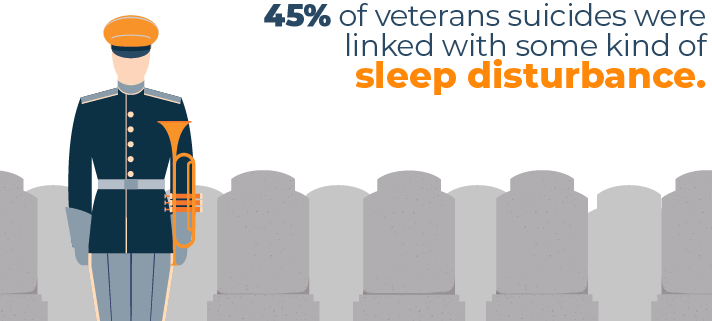 45% of veterans suicides were
linked with some kind of
sleep disturbance.